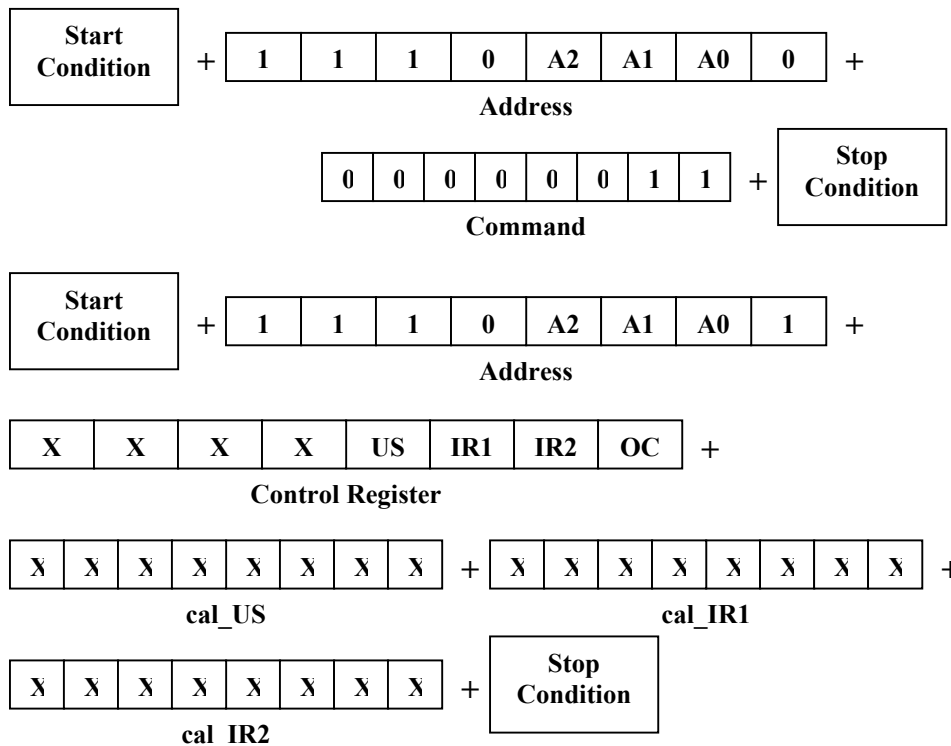 Start Condition + 1 1 1 0 A2 A1 A0 0 +
Address
0 0 0 0 0 0 1 1 + Stop Condition
Command
Start Condition + 1 1 1 0 A2 A1 A0 1 +
Address
X X X X US IR1 IR2 OC +
Control Register
X X X X X X X X + X X X X X X X X +
cal_US cal_IR1
X X X X X X X X + Stop Condition
cal_IR2